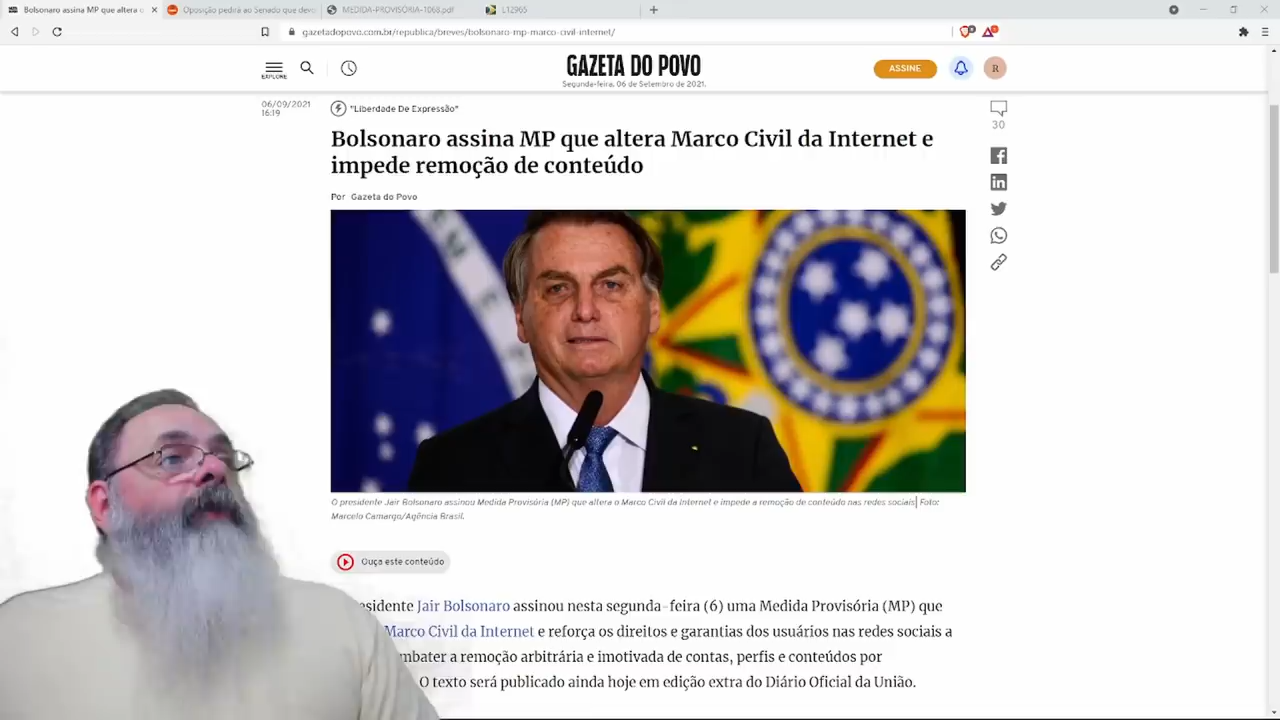 Bolsonaro assina MP que altera o
Oposição pedirá ao Senado que devo
MEDIDA-PROVISÓRIA-1068.pdf
L12965
gazetadopovo.com.br/republica/breves/bolsonaro-mp-marco-civil-internet/
EXPLORE
GAZETA DO POVO
Segunda-feira, 06 de Setembro de 2021.
ASSINE
R
06/09/2021
16:19
"Liberdade De Expressão"
30
Bolsonaro assina MP que altera Marco Civil da Internet e
impede remoção de conteúdo
Por Gazeta do Povo
O presidente Jair Bolsonaro assinou Medida Provisória (MP) que altera o Marco Civil da Internet e impede a remoção de conteúdo nas redes sociais| Foto:
Marcelo Camargo/Agência Brasil.
Ouça este conteúdo
esidente Jair Bolsonaro assinou nesta segunda-feira (6) uma Medida Provisória (MP) que
Marco Civil da Internet e reforça os direitos e garantias dos usuários nas redes sociais a
mbater a remoção arbitrária e imotivada de contas, perfis e conteúdos por
O texto será publicado ainda hoje em edição extra do Diário Oficial da União.